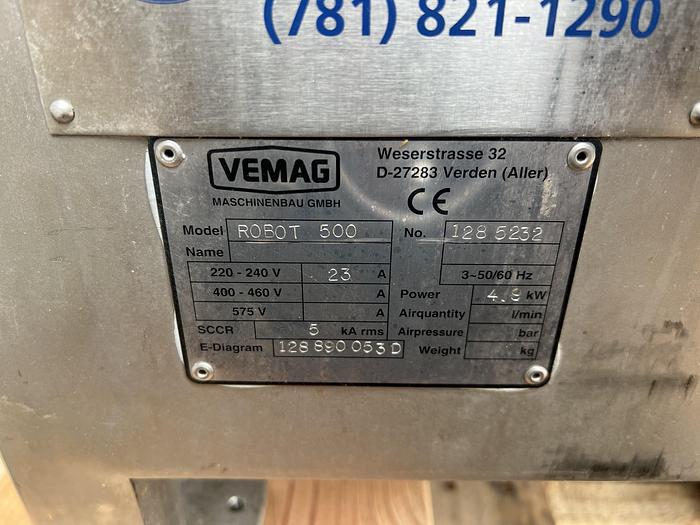 (781) 821-1290
VEMAG
MASCHINENBAU GMBH
Weserstrasse 32
D-27283 Verden (Aller)
CE
Model ROBOT 500 No. 128 5232
Name
220 - 240 V 23 A 3~50/60 Hz
400 - 460 V A Power 4.8 kW
575 V A Airquantity l/min
SCCR 5 kA rms Airpressure bar
E-Diagram 128 890 053 D Weight kg